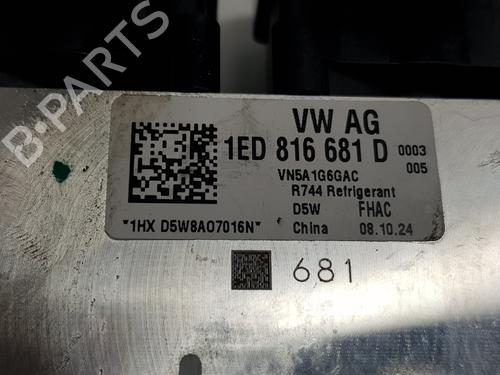 B-PARTS
VW AG
1ED 816 681 D 0003
005
VN5A1G6GAC
R744 Refrigerant
D5W FHAC
*1HX D5W8AO7016N* China 08.10.24
681